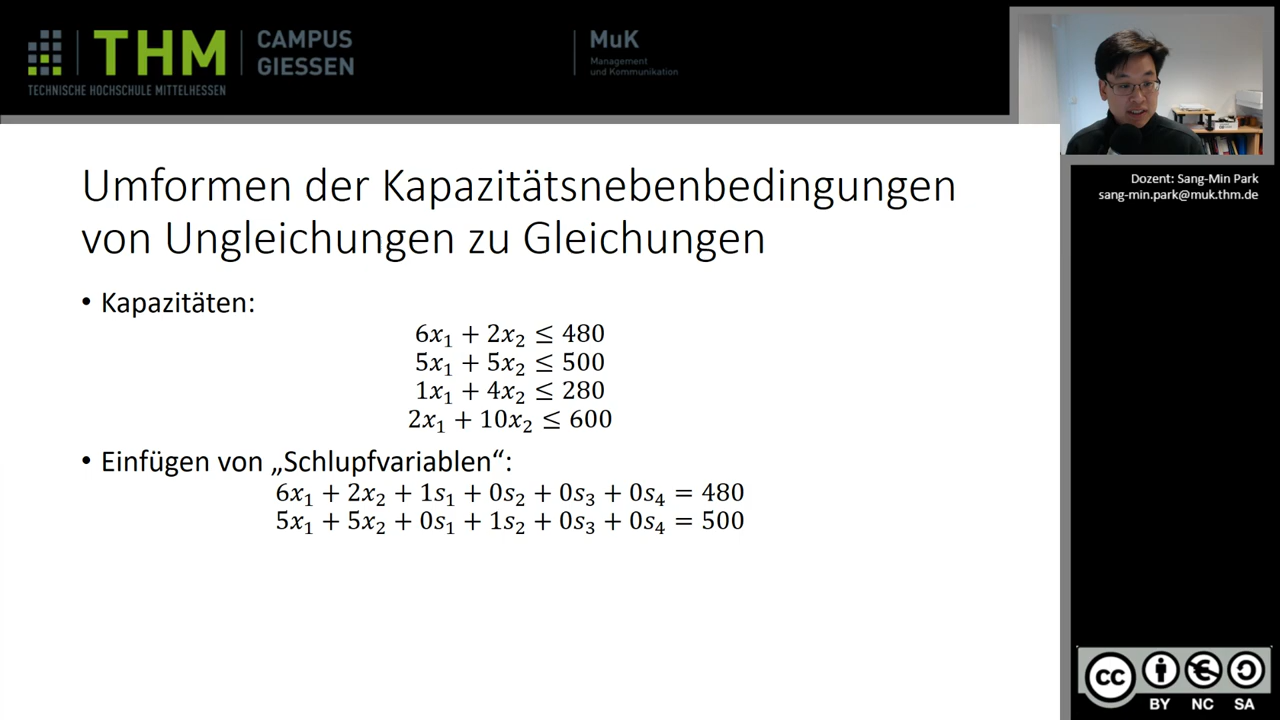 THM
CAMPUS
GIESSEN
TECHNISCHE HOCHSCHULE MITTELHESSEN
MuK
Management
und Kommunikation
Dozent: Sang-Min Park
sang-min.park@muk.thm.de
Umformen der Kapazitätsnebenbedingungen
von Ungleichungen zu Gleichungen
• Kapazitäten:
6x₁ + 2x₂ ≤ 480
5x₁ + 5x₂ ≤ 500
1x₁ + 4x₂ ≤ 280
2x₁ + 10x₂ ≤ 600
• Einfügen von „Schlupfvariablen“:
6x₁ + 2x₂ + 1s₁ + 0s₂ + 0s₃ + 0s₄ = 480
5x₁ + 5x₂ + 0s₁ + 1s₂ + 0s₃ + 0s₄ = 500
cc
BY NC SA